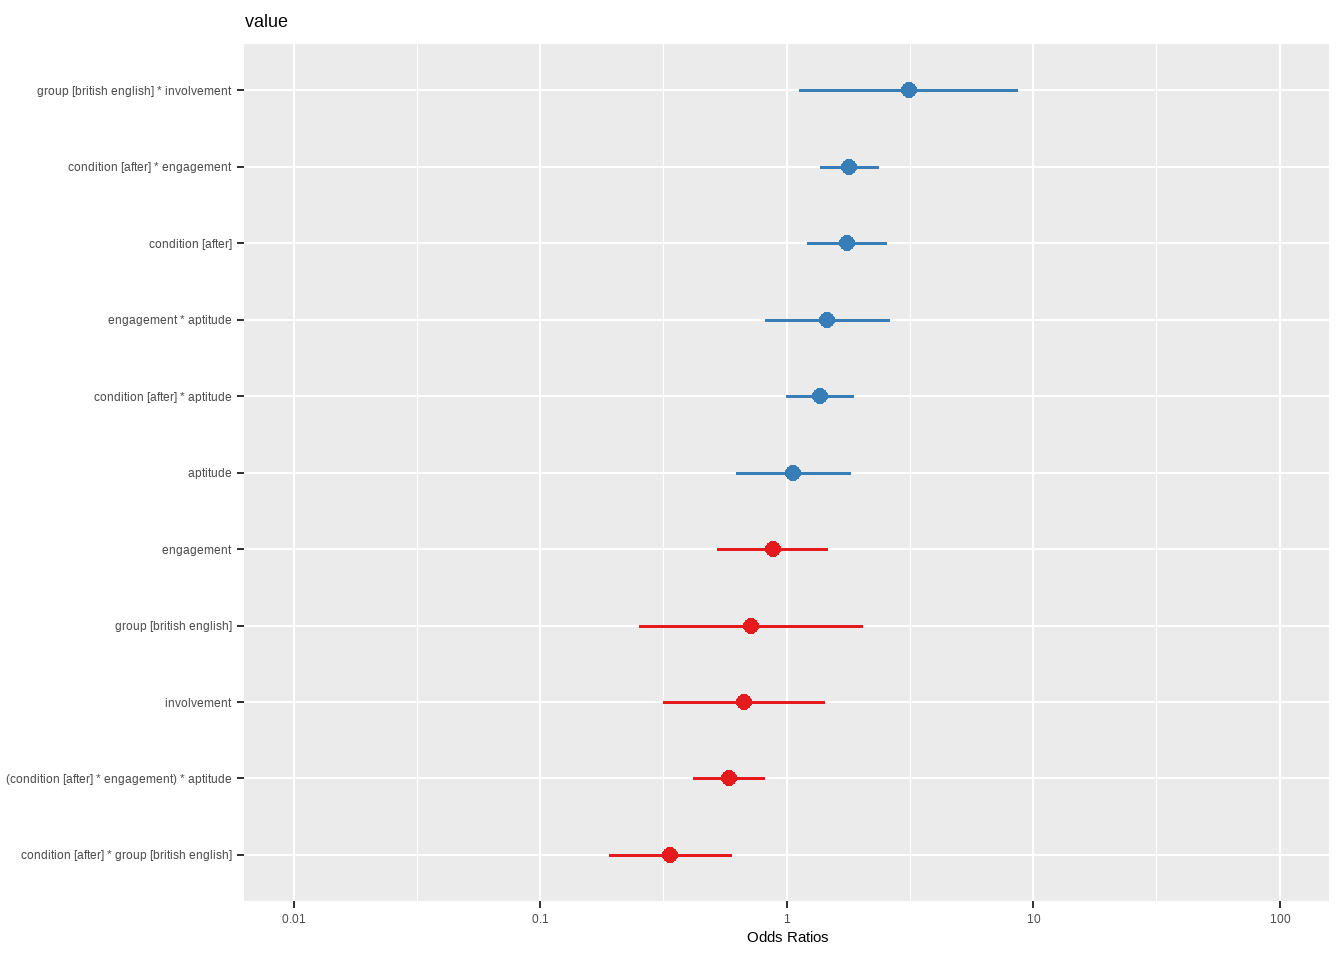 value
group [british english] * involvement
condition [after] * engagement
condition [after]
engagement * aptitude
condition [after] * aptitude
aptitude
engagement
group [british english]
involvement
(condition [after] * engagement) * aptitude
condition [after] * group [british english]
0.01 0.1 1 10 100
Odds Ratios